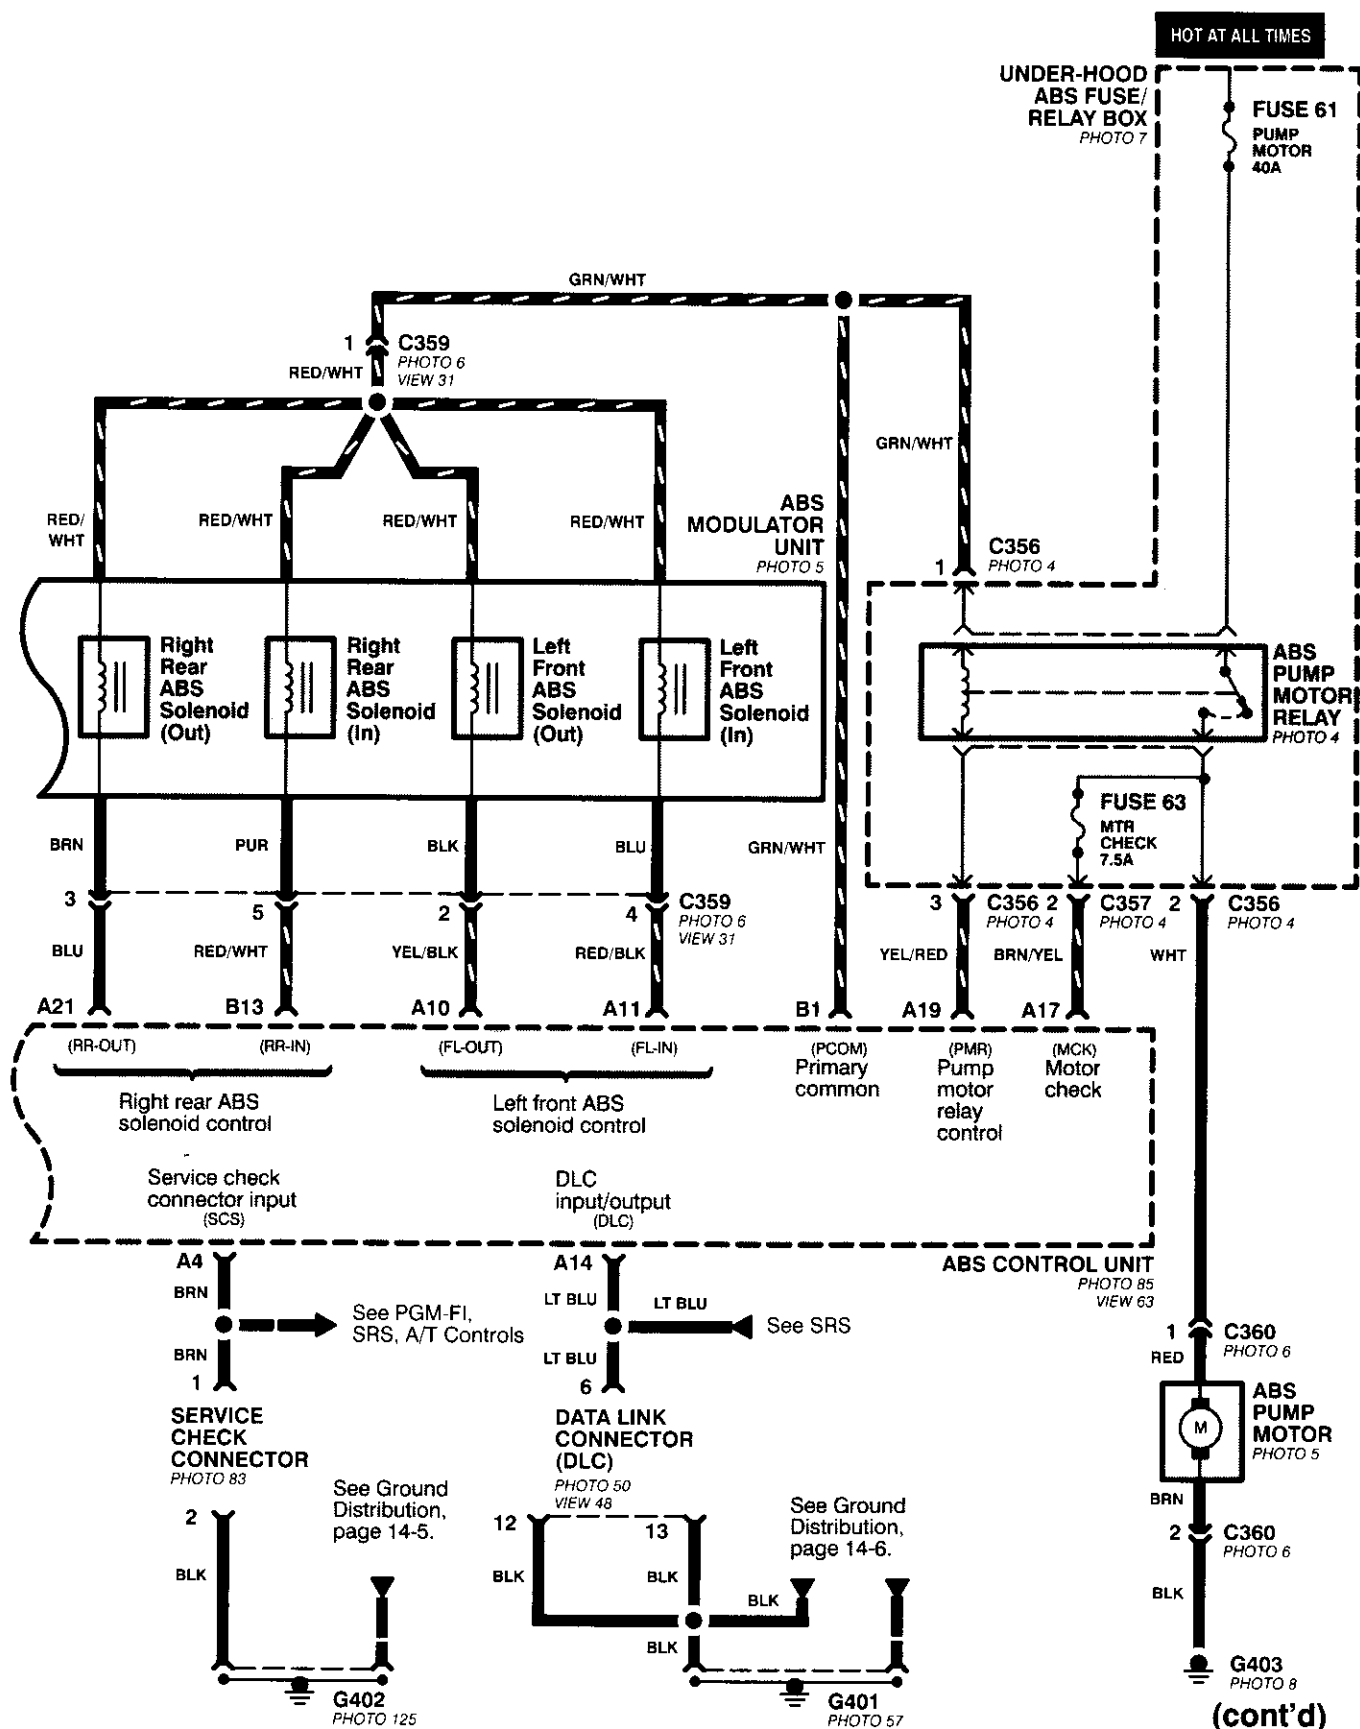 HOT AT ALL TIMES
UNDER-HOOD
ABS FUSE/
RELAY BOX
PHOTO 7
FUSE 61
PUMP
MOTOR
40A
GRN/WHT
1
C359
PHOTO 6
VIEW 31
RED/WHT
GRN/WHT
RED/
WHT
RED/WHT
RED/WHT
RED/WHT
ABS
MODULATOR
UNIT
PHOTO 5
1
C356
PHOTO 4
Right
Rear
ABS
Solenoid
(Out)
Right
Rear
ABS
Solenoid
(In)
Left
Front
ABS
Solenoid
(Out)
Left
Front
ABS
Solenoid
(In)
ABS
PUMP
MOTOR
RELAY
PHOTO 4
FUSE 63
MTR
CHECK
7.5A
BRN
PUR
BLK
BLU
GRN/WHT
3
5
2
4
C359
PHOTO 6
VIEW 31
3
C356
PHOTO 4
2
C357
PHOTO 4
2
C356
PHOTO 4
BLU
RED/WHT
YEL/BLK
RED/BLK
YEL/RED
BRN/YEL
WHT
A21
B13
A10
A11
B1
A19
A17
(RR-OUT)
(RR-IN)
(FL-OUT)
(FL-IN)
(PCOM)
Primary
common
(PMR)
Pump
motor
relay
control
(MCK)
Motor
check
Right rear ABS
solenoid control
Left front ABS
solenoid control
Service check
connector input
(SCS)
DLC
input/output
(DLC)
A4
A14
ABS CONTROL UNIT
PHOTO 85
VIEW 63
BRN
See PGM-FI,
SRS, A/T Controls
BRN
1
LT BLU
LT BLU
See SRS
LT BLU
6
1
C360
PHOTO 6
RED
SERVICE
CHECK
CONNECTOR
PHOTO 83
DATA LINK
CONNECTOR
(DLC)
PHOTO 50
VIEW 48
ABS
PUMP
MOTOR
PHOTO 5
M
BRN
2
C360
PHOTO 6
See Ground
Distribution,
page 14-5.
See Ground
Distribution,
page 14-6.
2
12
13
BLK
BLK
BLK
BLK
BLK
BLK
G402
PHOTO 125
G401
PHOTO 57
G403
PHOTO 8
(cont'd)